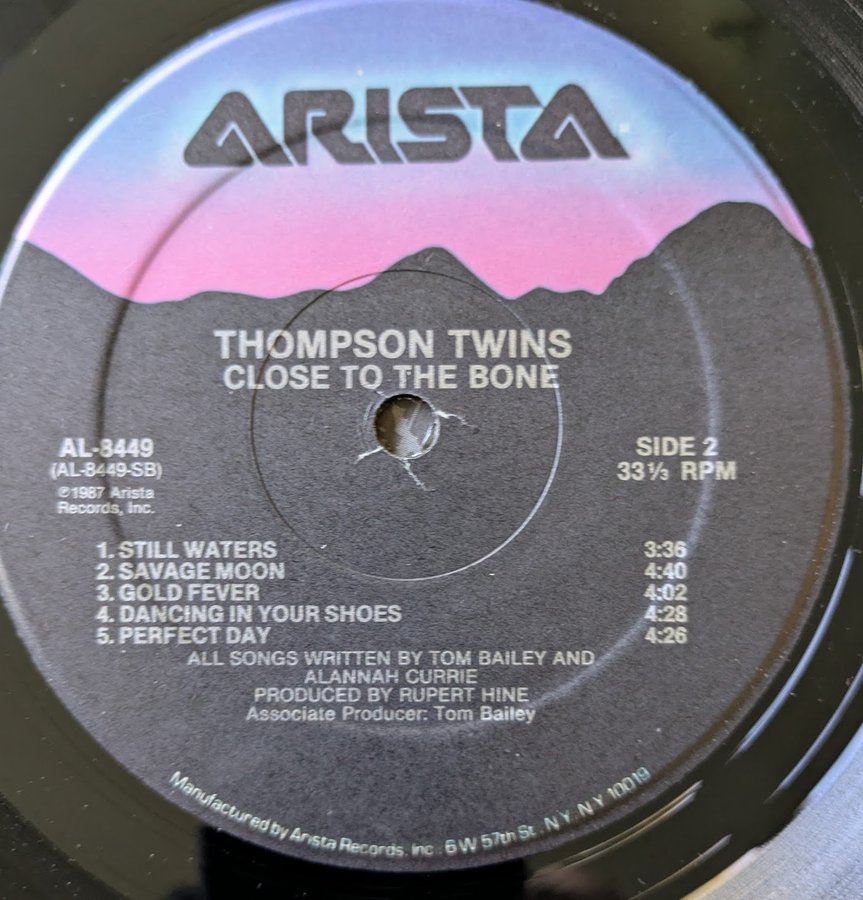 ARISTA
THOMPSON TWINS
CLOSE TO THE BONE
AL-8449
(AL-8449-SB)
℗1987 Arista
Records, Inc.
SIDE 2
33⅓ RPM
1. STILL WATERS 3:36
2. SAVAGE MOON 4:40
3. GOLD FEVER 4:02
4. DANCING IN YOUR SHOES 4:28
5. PERFECT DAY 4:26
ALL SONGS WRITTEN BY TOM BAILEY AND
ALANNAH CURRIE
PRODUCED BY RUPERT HINE
Associate Producer: Tom Bailey
Manufactured by Arista Records, Inc. 6 W 57th St. N.Y. N.Y. 10019